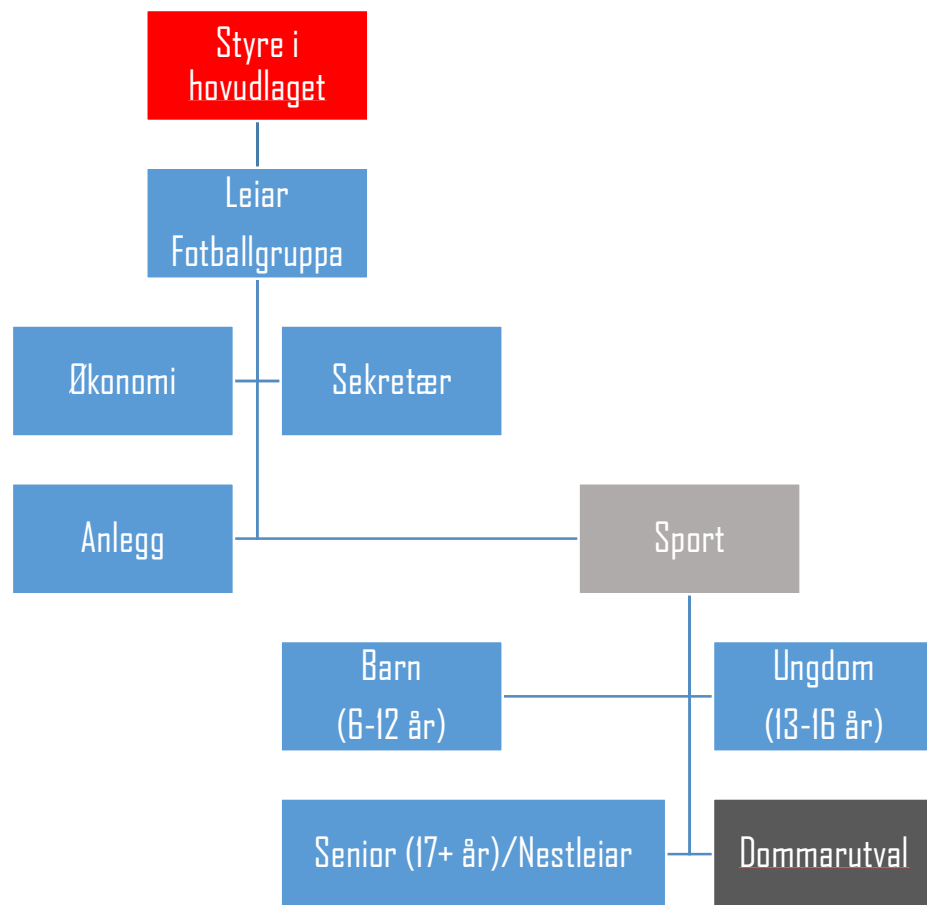 Styre i
hovudlaget
Leiar
Fotballgruppa
Økonomi
Sekretær
Anlegg
Sport
Barn
(6-12 år)
Ungdom
(13-16 år)
Senior (17+ år)/Nestleiar
Dommarutval